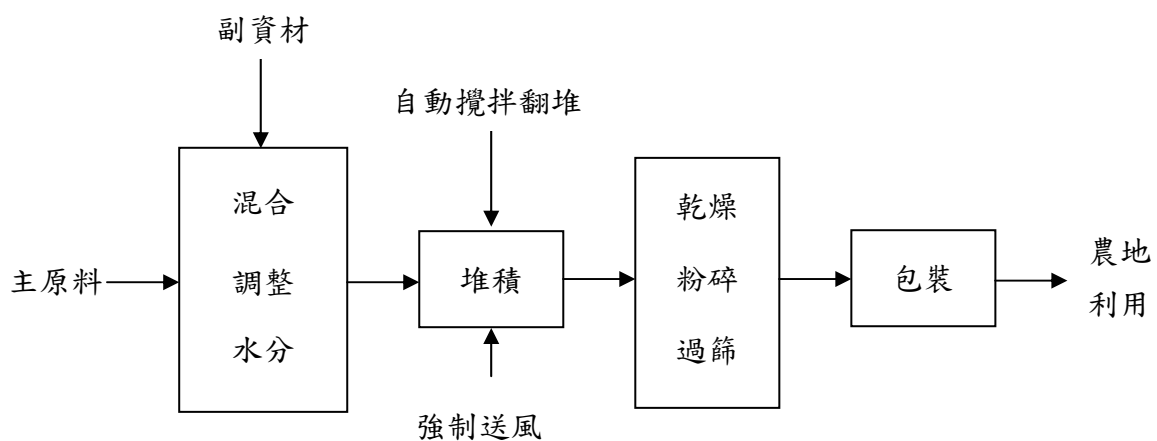 副資材
自動攪拌翻堆
主原料
混合
調整
水分
堆積
強制送風
乾燥
粉碎
過篩
包裝
農地
利用